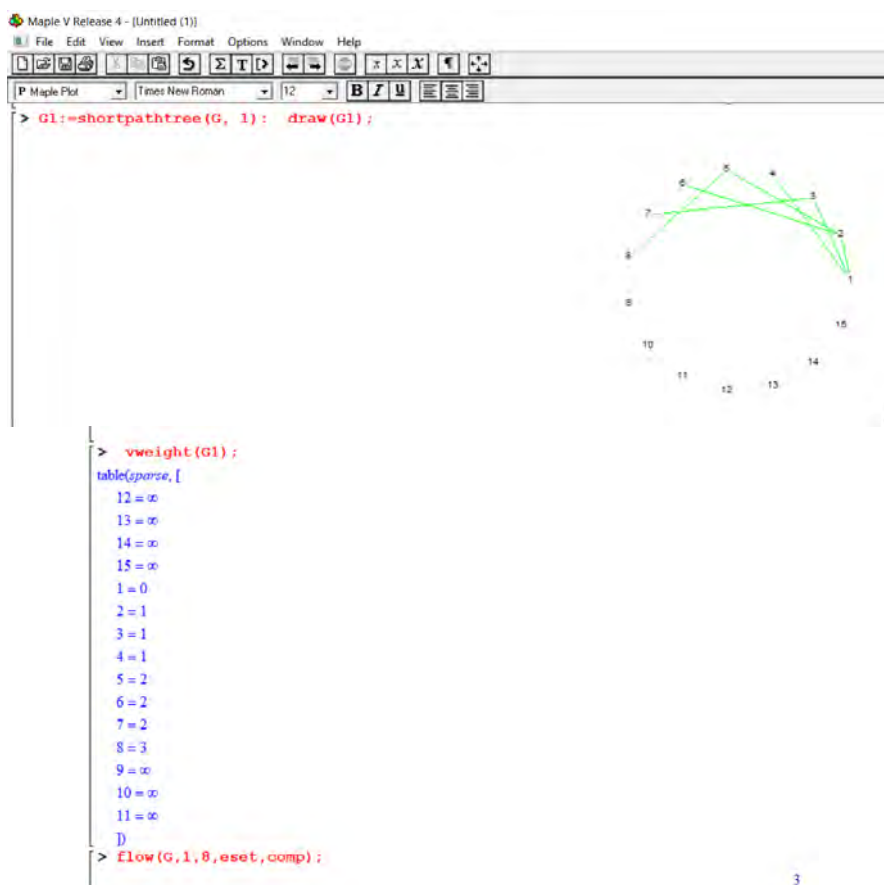 Maple V Release 4 - [Untitled (1)]
File Edit View Insert Format Options Window Help
Σ T [> x x X ¶
P Maple Plot Times New Roman 12 B I U
> G1:=shortpathtree(G, 1): draw(G1);
5
4
6
3
7
2
8
1
9
15
10
14
11
13
12
> vweight(G1);
table(sparse, [
12 = ∞
13 = ∞
14 = ∞
15 = ∞
1 = 0
2 = 1
3 = 1
4 = 1
5 = 2
6 = 2
7 = 2
8 = 3
9 = ∞
10 = ∞
11 = ∞
])
> flow(G,1,8,eset,comp);
3